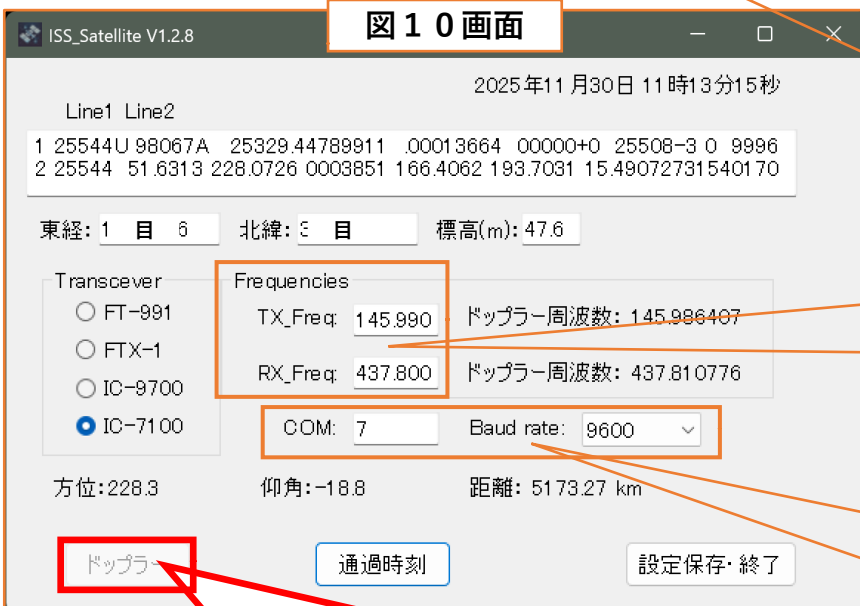 図１０画面
ISS_Satellite V1.2.8
2025年11月30日 11時13分15秒
Line1 Line2
1 25544U 98067A   25329.44789911  .00013664  00000+0  25508-3 0  9996
2 25544  51.6313 228.0726 0003851 166.4062 193.7031 15.49072731540170
東経: 1 目 6 北緯: 3 目 標高(m): 47.6
Transcever Frequencies
FT-991 TX_Freq: 145.990 ドップラー周波数: 145.986407
FTX-1
RX_Freq: 437.800 ドップラー周波数: 437.810776
IC-9700
IC-7100 COM: 7 Baud rate: 9600
方位:228.3 仰角:-18.8 距離: 5173.27 km
ドップラー 通過時刻 設定保存・終了